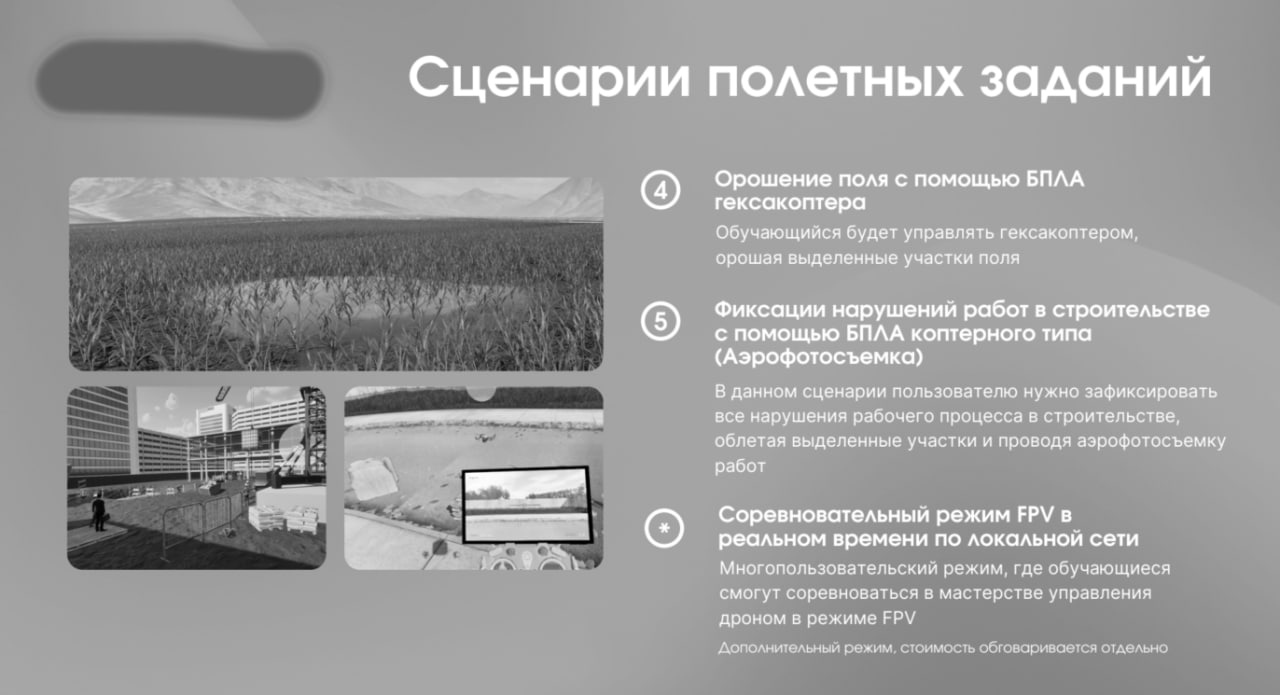 Сценарии полетных заданий
4
Орошение поля с помощью БПЛА
гексакоптера
Обучающийся будет управлять гексакоптером,
орошая выделенные участки поля
5
Фиксации нарушений работ в строительстве
с помощью БПЛА коптерного типа
(Аэрофотосъемка)
В данном сценарии пользователю нужно зафиксировать
все нарушения рабочего процесса в строительстве,
облетая выделенные участки и проводя аэрофотосъемку
работ
*
Соревновательный режим FPV в
реальном времени по локальной сети
Многопользовательский режим, где обучающиеся
смогут соревноваться в мастерстве управления
дроном в режиме FPV
Дополнительный режим, стоимость обговаривается отдельно